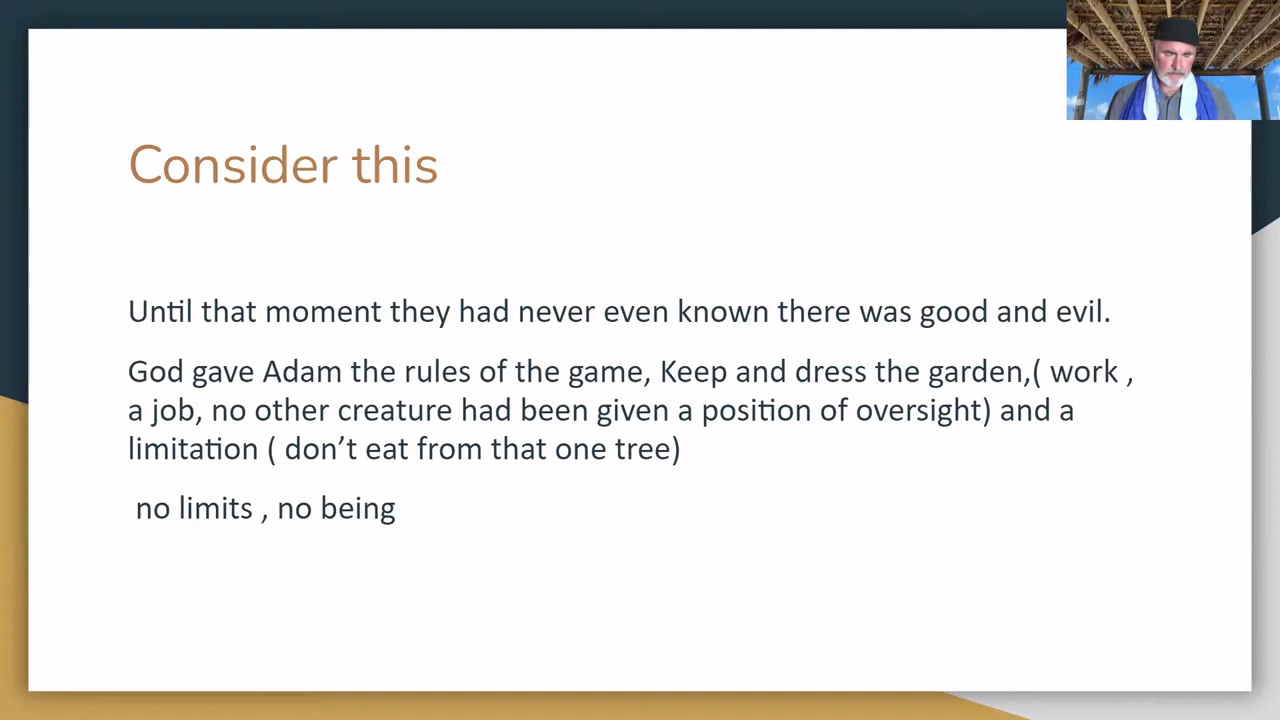 Consider this
Until that moment they had never even known there was good and evil.
God gave Adam the rules of the game, Keep and dress the garden,( work ,
a job, no other creature had been given a position of oversight) and a
limitation ( don’t eat from that one tree)
no limits , no being